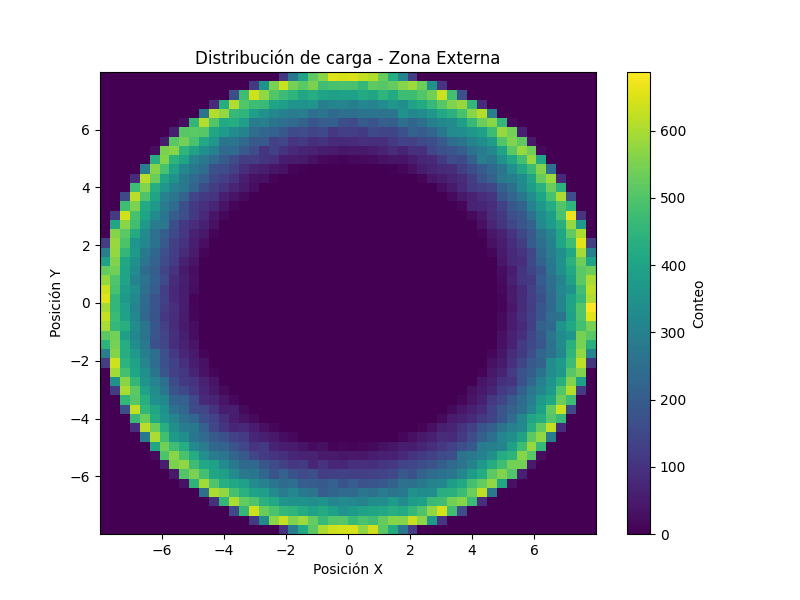 Distribución de carga - Zona Externa
6
4
2
0
−2
−4
−6
Posición Y
−6 −4 −2 0 2 4 6
Posición X
600
500
400
300
200
100
0
Conteo